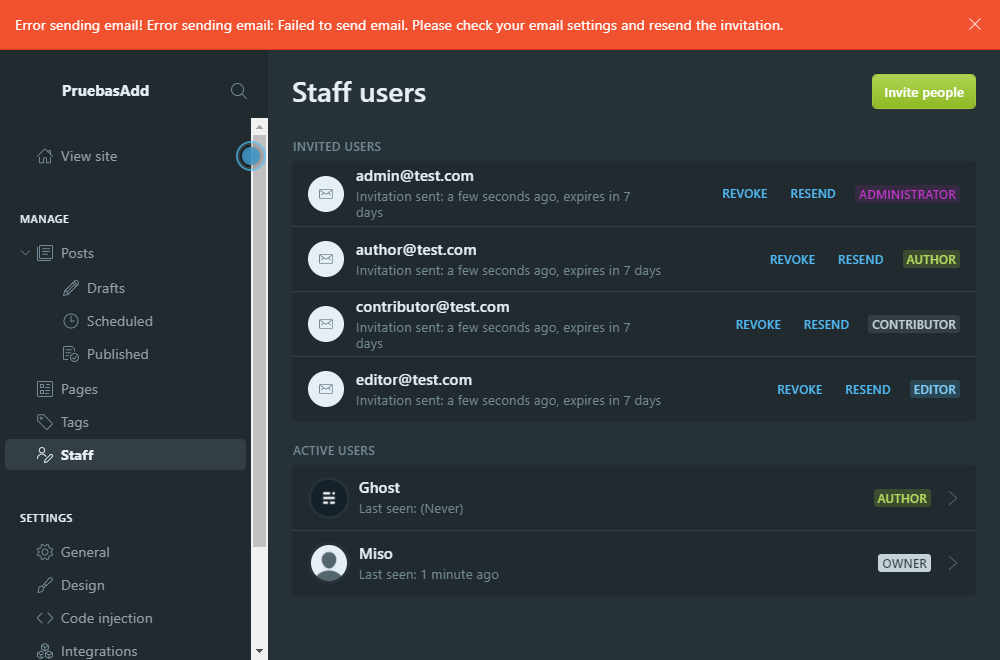 Error sending email! Error sending email: Failed to send email. Please check your email settings and resend the invitation.
PruebasAdd
View site
MANAGE
Posts
Drafts
Scheduled
Published
Pages
Tags
Staff
SETTINGS
General
Design
Code injection
Integrations
Staff users
Invite people
INVITED USERS
admin@test.com
Invitation sent: a few seconds ago, expires in 7
days
REVOKE RESEND ADMINISTRATOR
author@test.com
Invitation sent: a few seconds ago, expires in 7 days
REVOKE RESEND AUTHOR
contributor@test.com
Invitation sent: a few seconds ago, expires in 7
days
REVOKE RESEND CONTRIBUTOR
editor@test.com
Invitation sent: a few seconds ago, expires in 7 days
REVOKE RESEND EDITOR
ACTIVE USERS
Ghost
Last seen: (Never)
AUTHOR
Miso
Last seen: 1 minute ago
OWNER